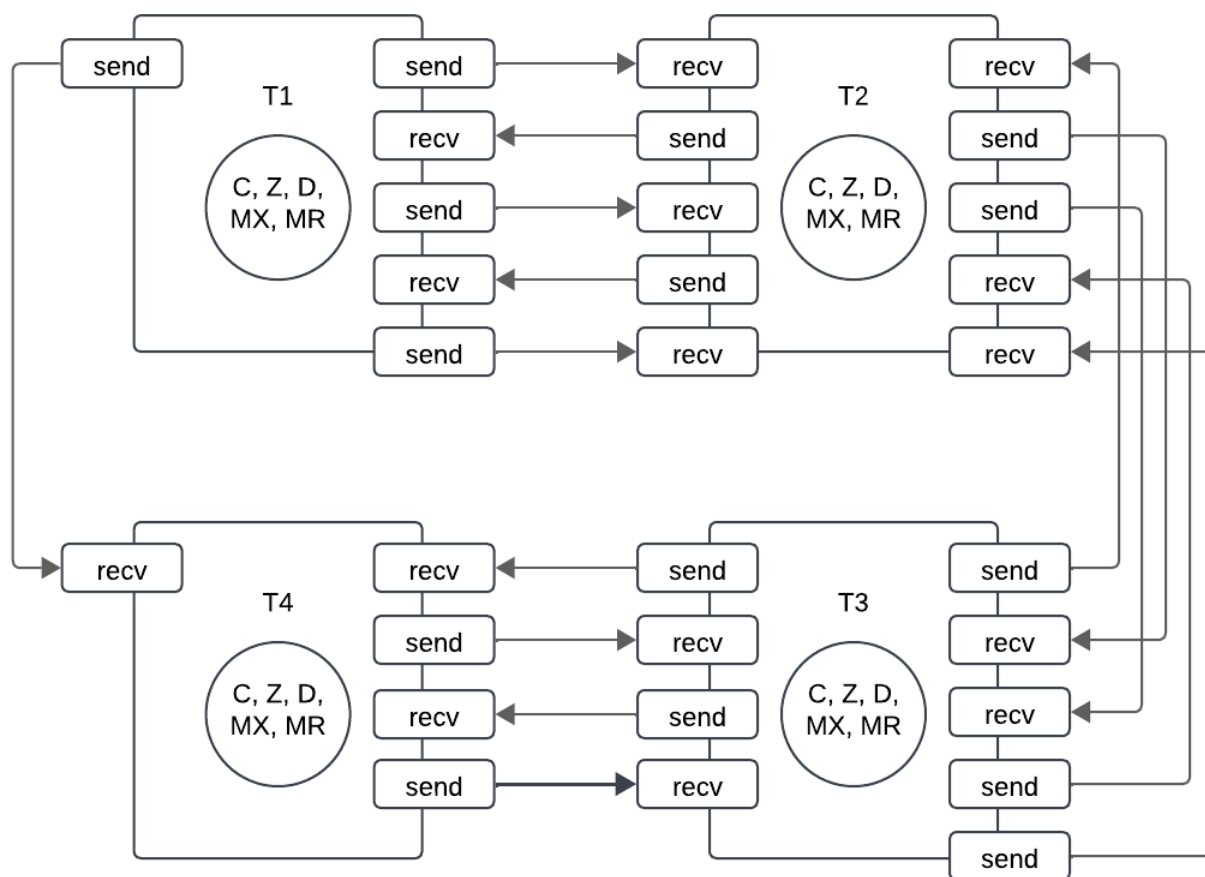 send
send
recv
recv
T1
T2
recv
send
send
C, Z, D,
MX, MR
C, Z, D,
MX, MR
send
recv
send
recv
send
recv
send
recv
recv
recv
recv
send
send
T4
T3
send
recv
recv
C, Z, D,
MX, MR
C, Z, D,
MX, MR
recv
send
recv
send
recv
send
send